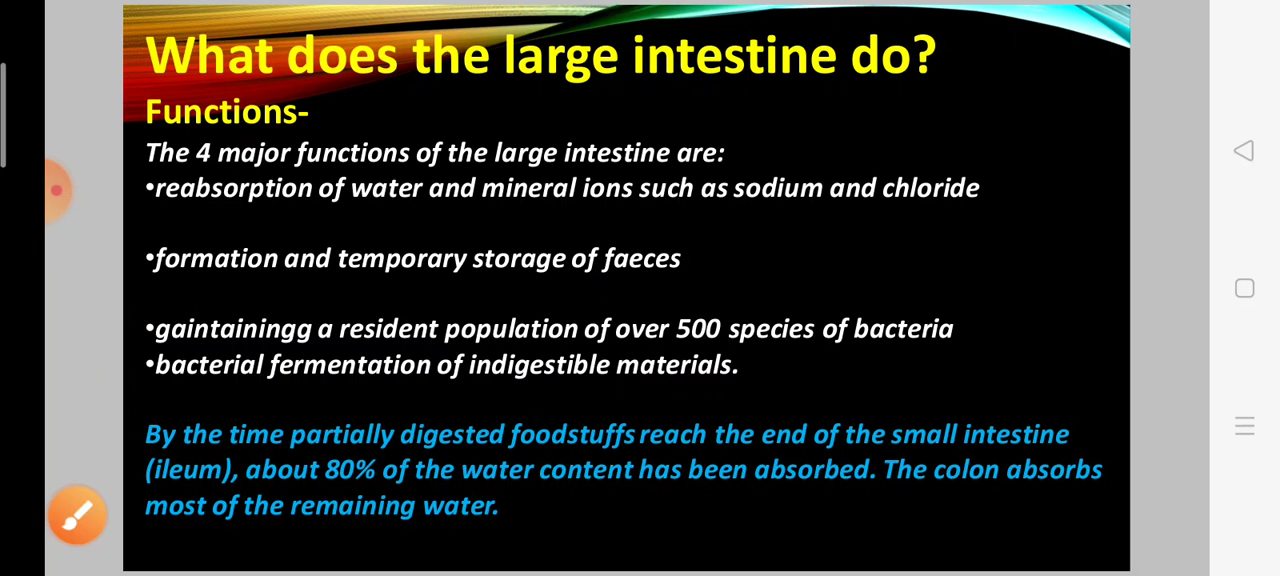 What does the large intestine do?
Functions-
The 4 major functions of the large intestine are:
•reabsorption of water and mineral ions such as sodium and chloride
•formation and temporary storage of faeces
•gaintainingg a resident population of over 500 species of bacteria
•bacterial fermentation of indigestible materials.
By the time partially digested foodstuffs reach the end of the small intestine
(ileum), about 80% of the water content has been absorbed. The colon absorbs
most of the remaining water.